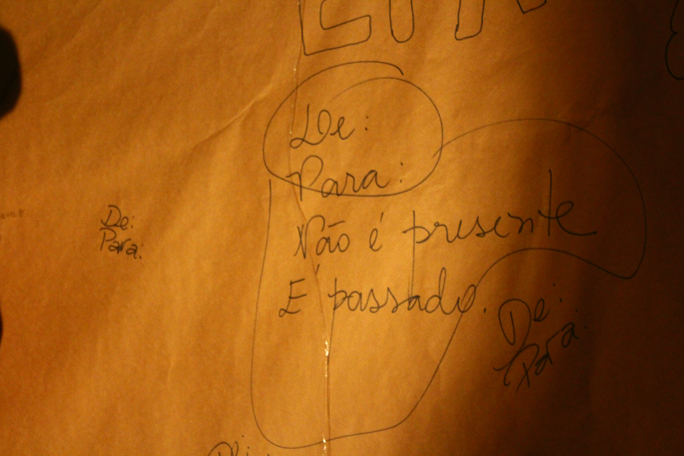 De:
Para:
Não é presente
É passado.
De:
Para:
De:
Para: